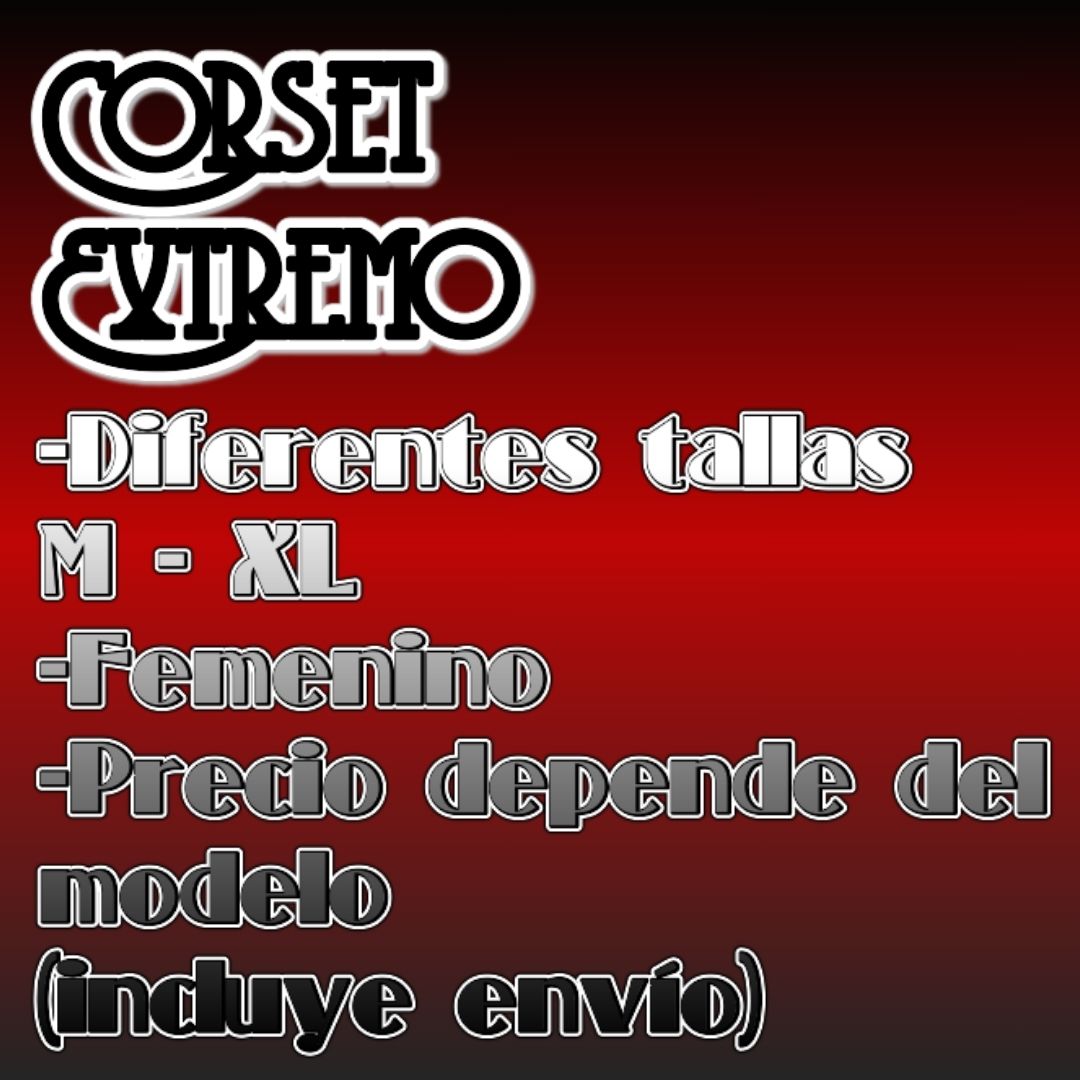 CORSET
EXTREMO
-Diferentes tallas
M - XL
-Femenino
-Precio depende del
modelo
(incluye envío)